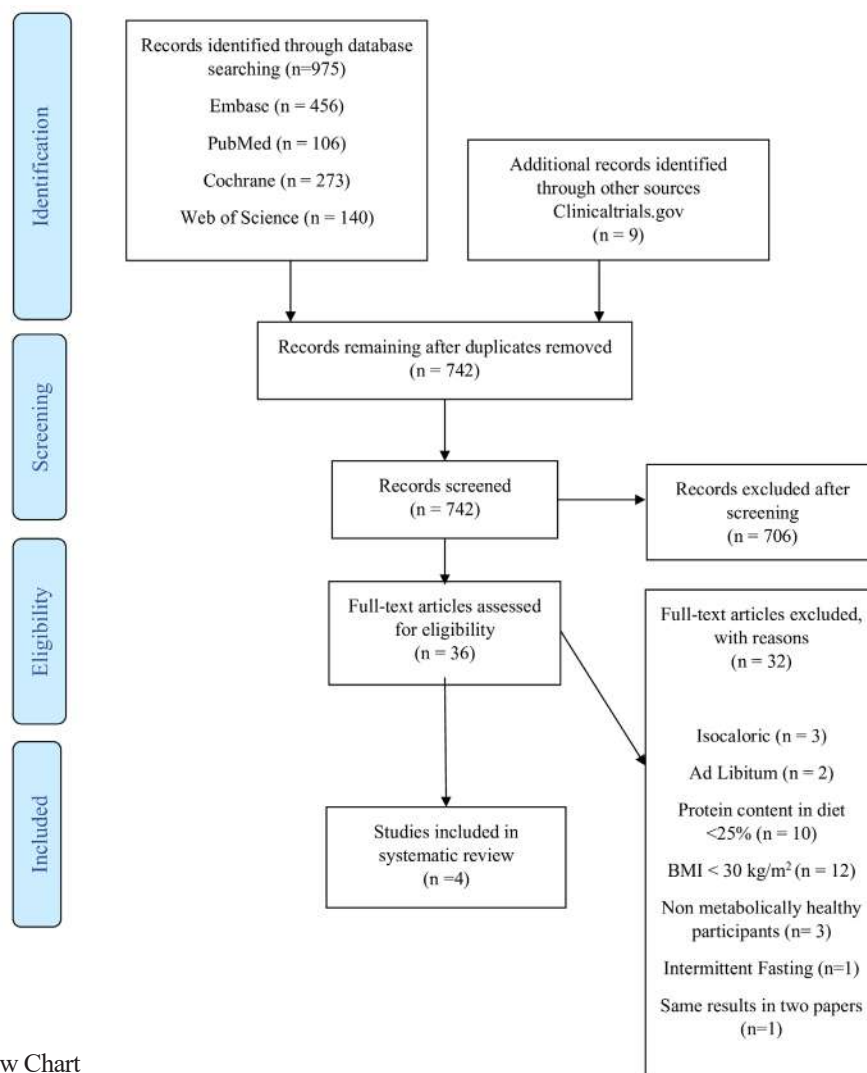 Identification
Records identified through database
searching (n=975)
Embase (n = 456)
PubMed (n = 106)
Cochrane (n = 273)
Web of Science (n = 140)
Additional records identified
through other sources
Clinicaltrials.gov
(n = 9)
Records remaining after duplicates removed
(n = 742)
Screening
Records screened
(n = 742)
Records excluded after
screening
(n = 706)
Eligibility
Full-text articles assessed
for eligibility
(n = 36)
Full-text articles excluded,
with reasons
(n = 32)
Isocaloric (n = 3)
Ad Libitum (n = 2)
Protein content in diet
<25% (n = 10)
BMI < 30 kg/m² (n = 12)
Non metabolically healthy
participants (n= 3)
Intermittent Fasting (n=1)
Same results in two papers
(n=1)
Included
Studies included in
systematic review
(n =4)
w Chart